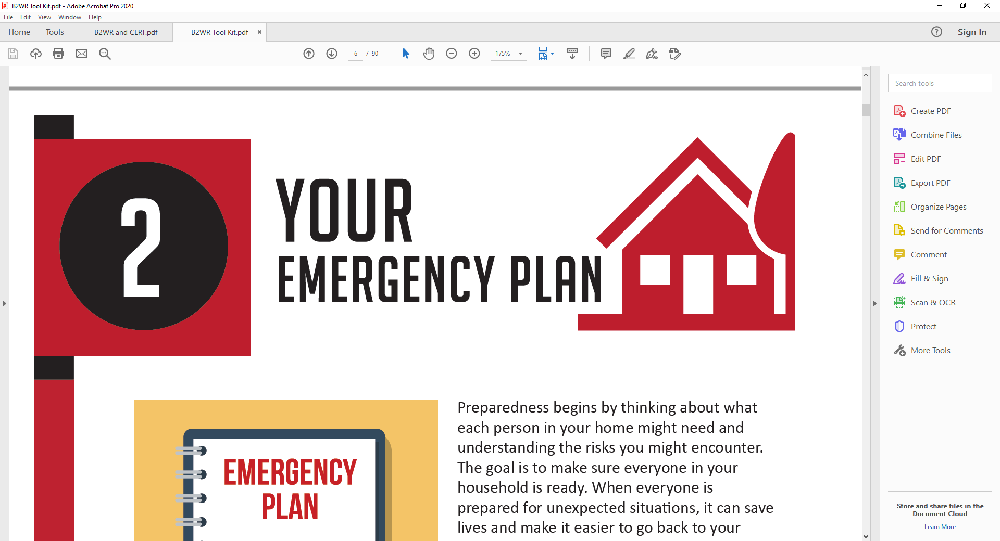 B2WR Tool Kit.pdf - Adobe Acrobat Pro 2020
File Edit View Window Help
Home Tools B2WR and CERT.pdf B2WR Tool Kit.pdf × ? Sign In
6 / 90 175%
Search tools
Create PDF
Combine Files
Edit PDF
Export PDF
Organize Pages
Send for Comments
Comment
Fill & Sign
Scan & OCR
Protect
More Tools
Store and share files in the
Document Cloud
Learn More
2
YOUR
EMERGENCY PLAN
EMERGENCY
PLAN
Preparedness begins by thinking about what
each person in your home might need and
understanding the risks you might encounter.
The goal is to make sure everyone in your
household is ready. When everyone is
prepared for unexpected situations, it can save
lives and make it easier to go back to your